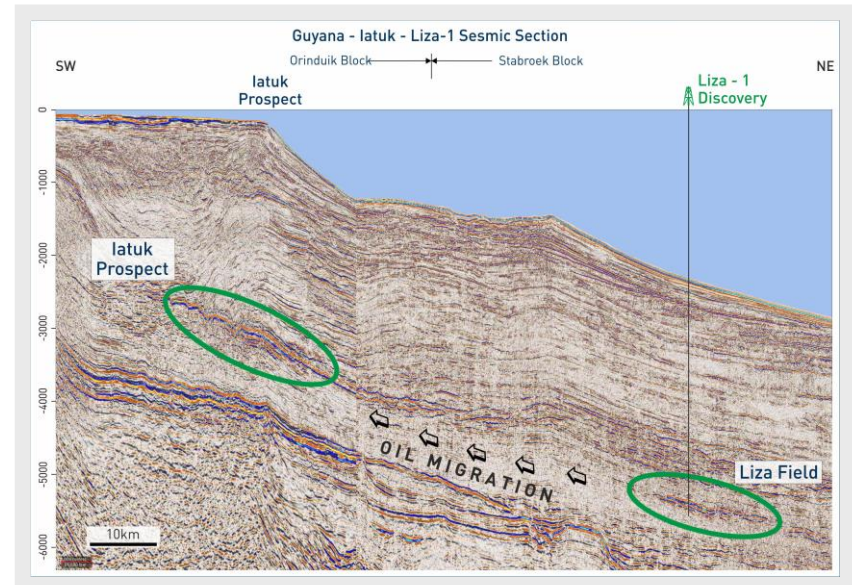 Guyana - Iatuk - Liza-1 Sesmic Section
Orinduik Block
Stabroek Block
SW
NE
Iatuk
Prospect
Liza - 1
Discovery
0
-1000
-2000
-3000
-4000
-5000
-6000
Iatuk
Prospect
OIL MIGRATION
Liza Field
10km